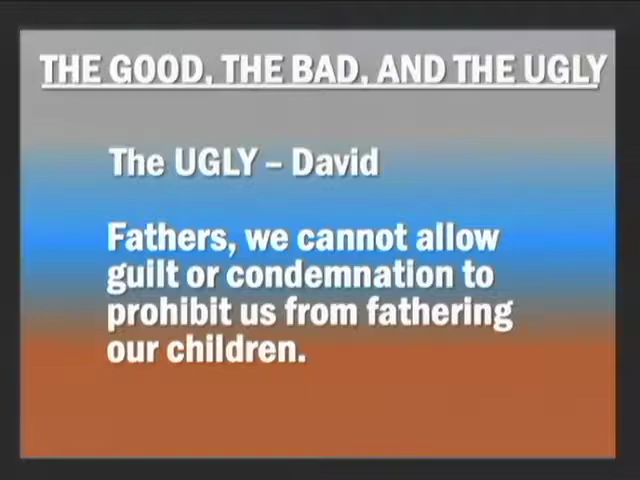 THE GOOD, THE BAD, AND THE UGLY
The UGLY – David
Fathers, we cannot allow
guilt or condemnation to
prohibit us from fathering
our children.